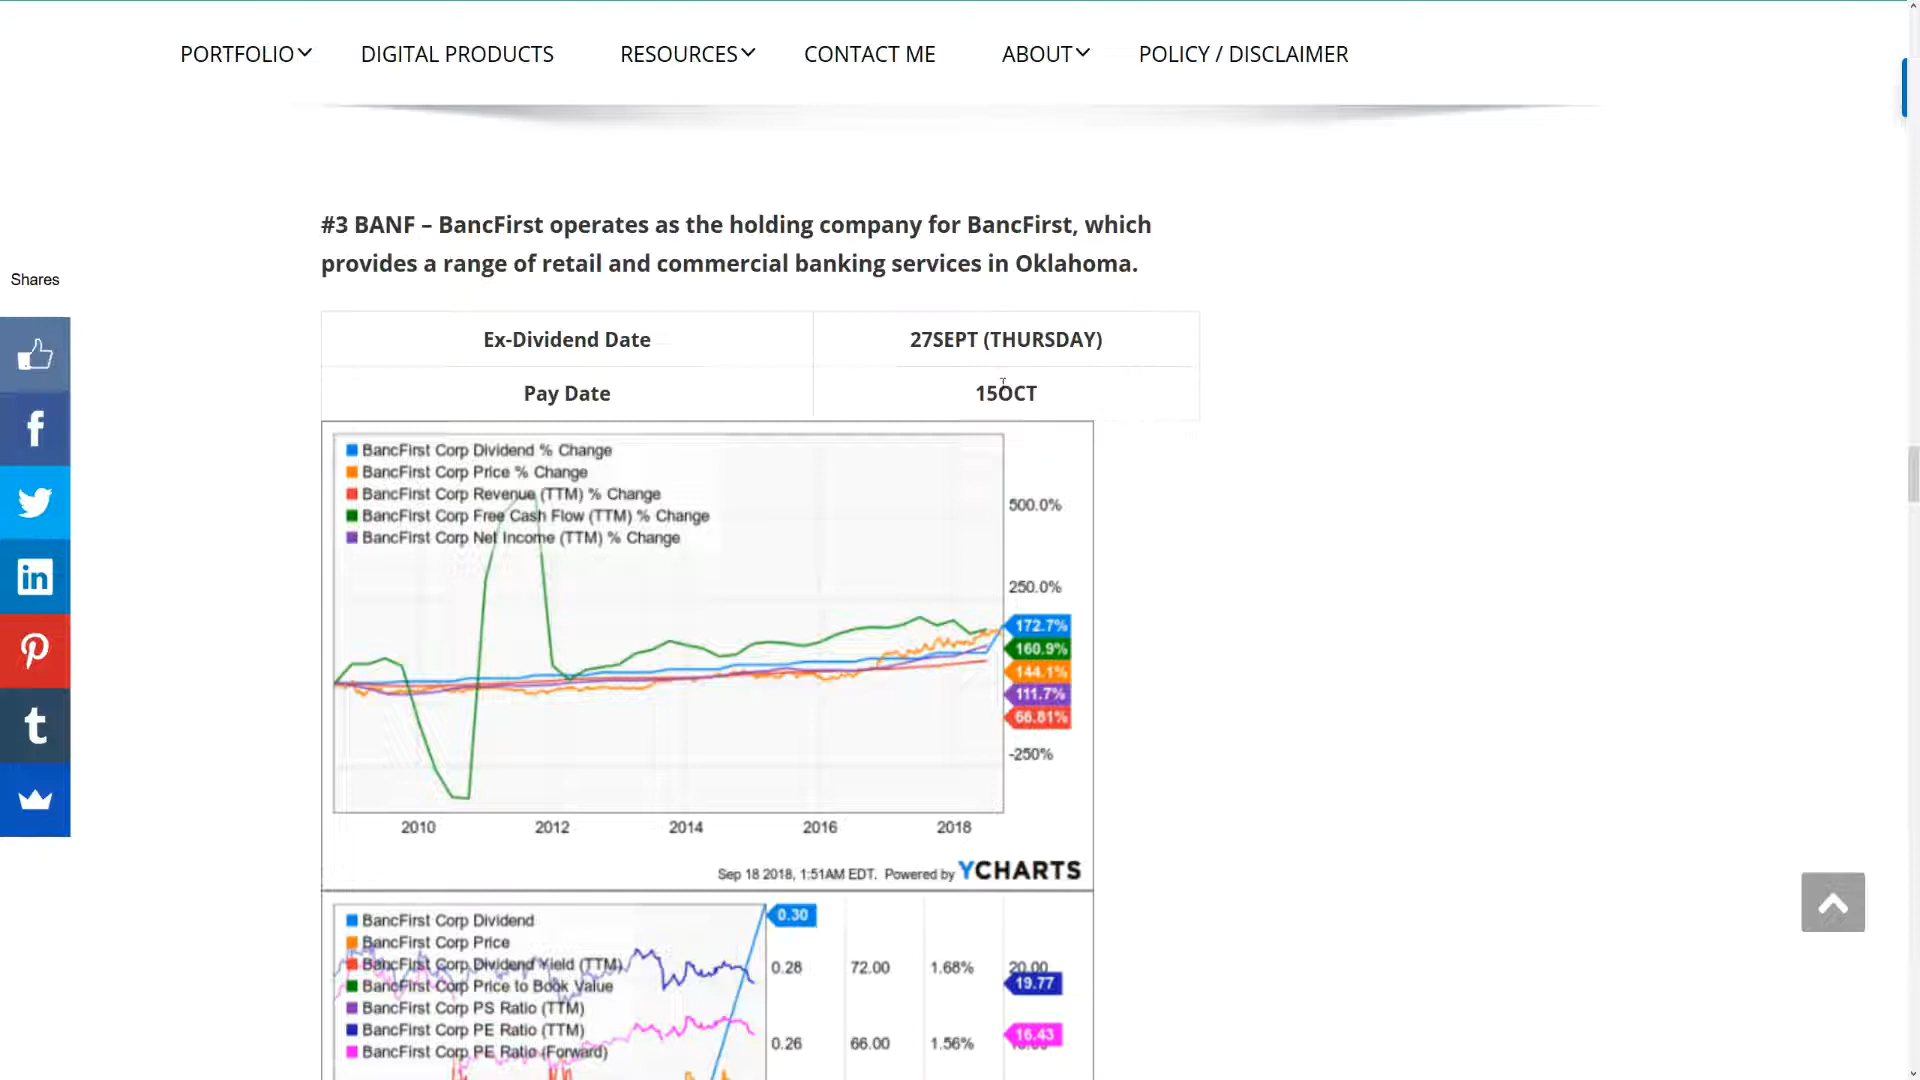 PORTFOLIO DIGITAL PRODUCTS RESOURCES CONTACT ME ABOUT POLICY / DISCLAIMER
#3 BANF – BancFirst operates as the holding company for BancFirst, which
provides a range of retail and commercial banking services in Oklahoma.
Shares
Ex-Dividend Date 27SEPT (THURSDAY)
Pay Date 15OCT
BancFirst Corp Dividend % Change
BancFirst Corp Price % Change
BancFirst Corp Revenue (TTM) % Change
BancFirst Corp Free Cash Flow (TTM) % Change
BancFirst Corp Net Income (TTM) % Change
500.0%
250.0%
172.7%
160.9%
144.1%
111.7%
66.81%
-250%
2010 2012 2014 2016 2018
Sep 18 2018, 1:51AM EDT. Powered by YCHARTS
BancFirst Corp Dividend
BancFirst Corp Price
BancFirst Corp Dividend Yield (TTM)
BancFirst Corp Price to Book Value
BancFirst Corp PS Ratio (TTM)
BancFirst Corp PE Ratio (TTM)
BancFirst Corp PE Ratio (Forward)
0.30
0.28 72.00 1.68% 20.00
19.77
16.43
0.26 66.00 1.56%